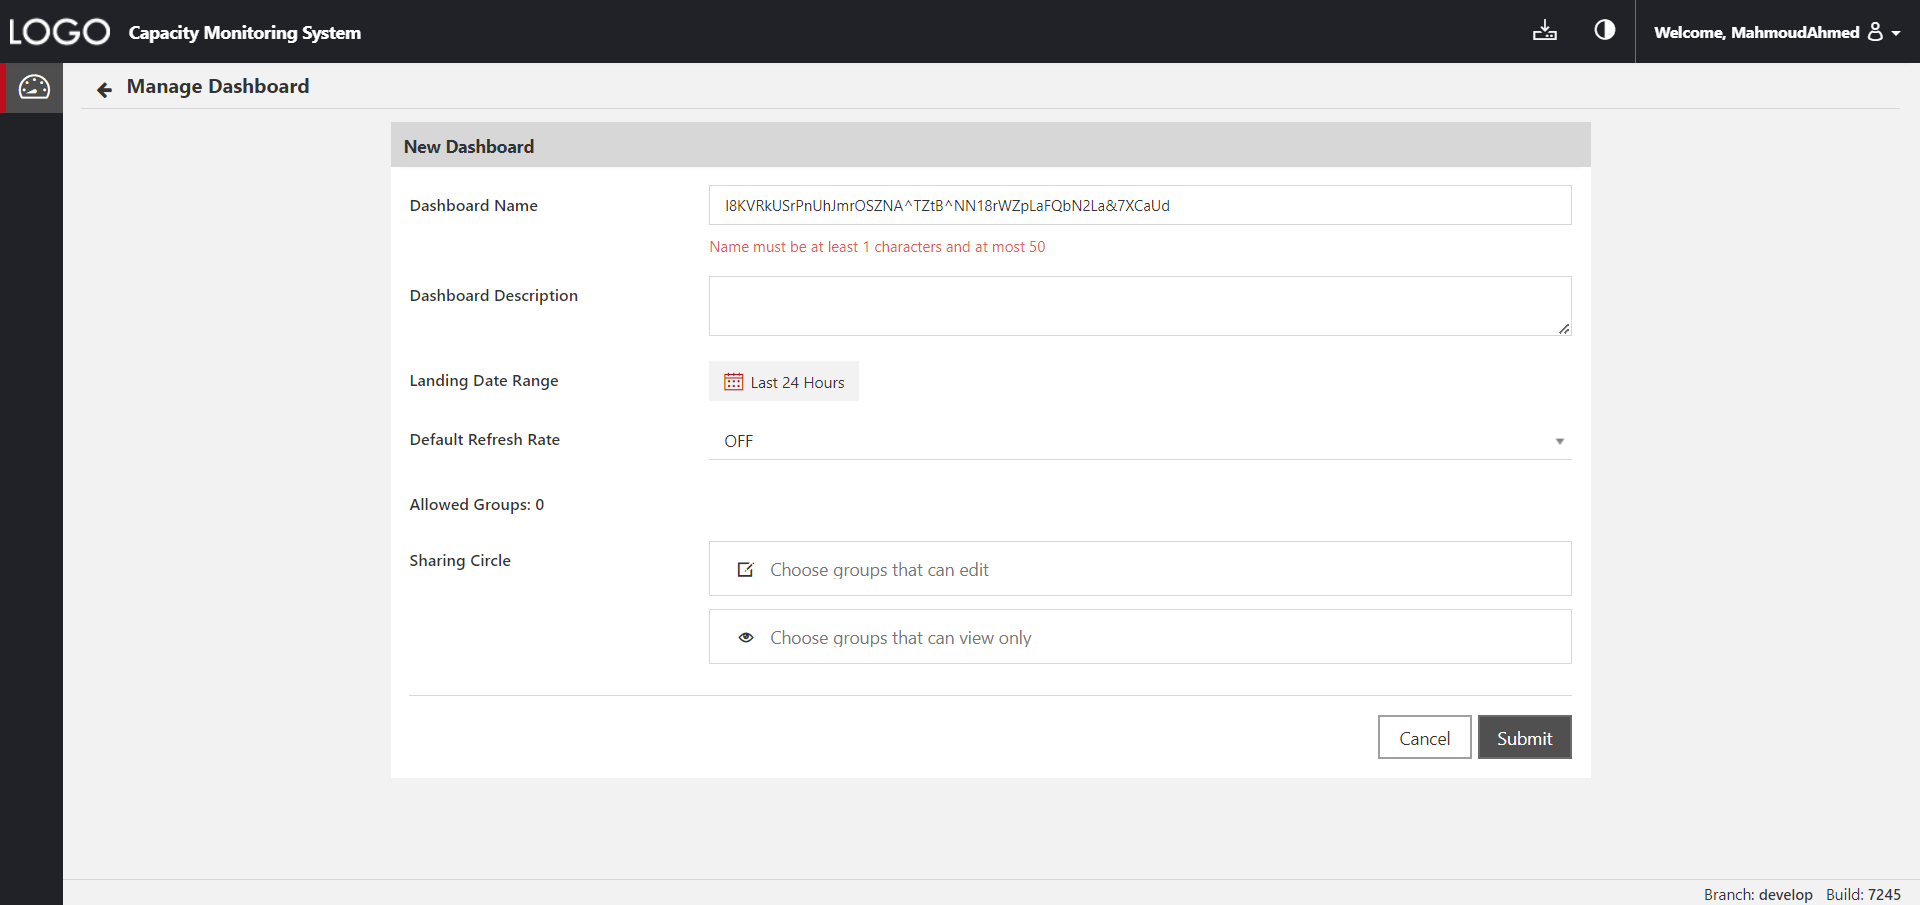 LOGO Capacity Monitoring System Welcome, MahmoudAhmed
Manage Dashboard
New Dashboard
Dashboard Name I8KVRkUSrPnUhJmrOSZNA^TZtB^NN18rWZpLaFQbN2La&7XCaUd
Name must be at least 1 characters and at most 50
Dashboard Description
Landing Date Range Last 24 Hours
Default Refresh Rate OFF
Allowed Groups: 0
Sharing Circle Choose groups that can edit
Choose groups that can view only
Cancel Submit
Branch: develop Build: 7245